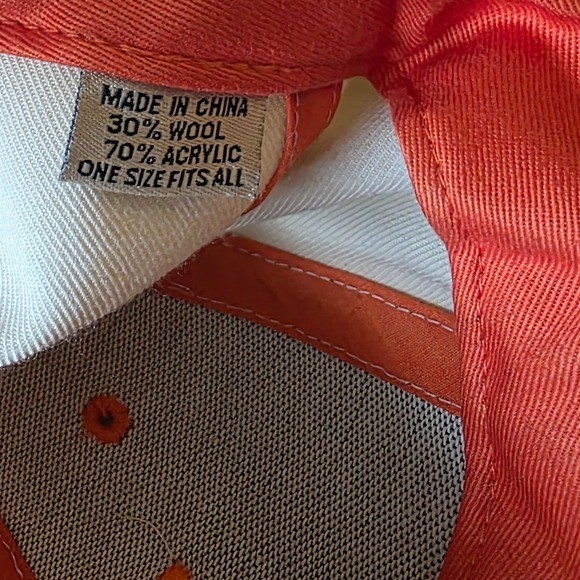 MADE IN CHINA
30% WOOL
70% ACRYLIC
ONE SIZE FITS ALL